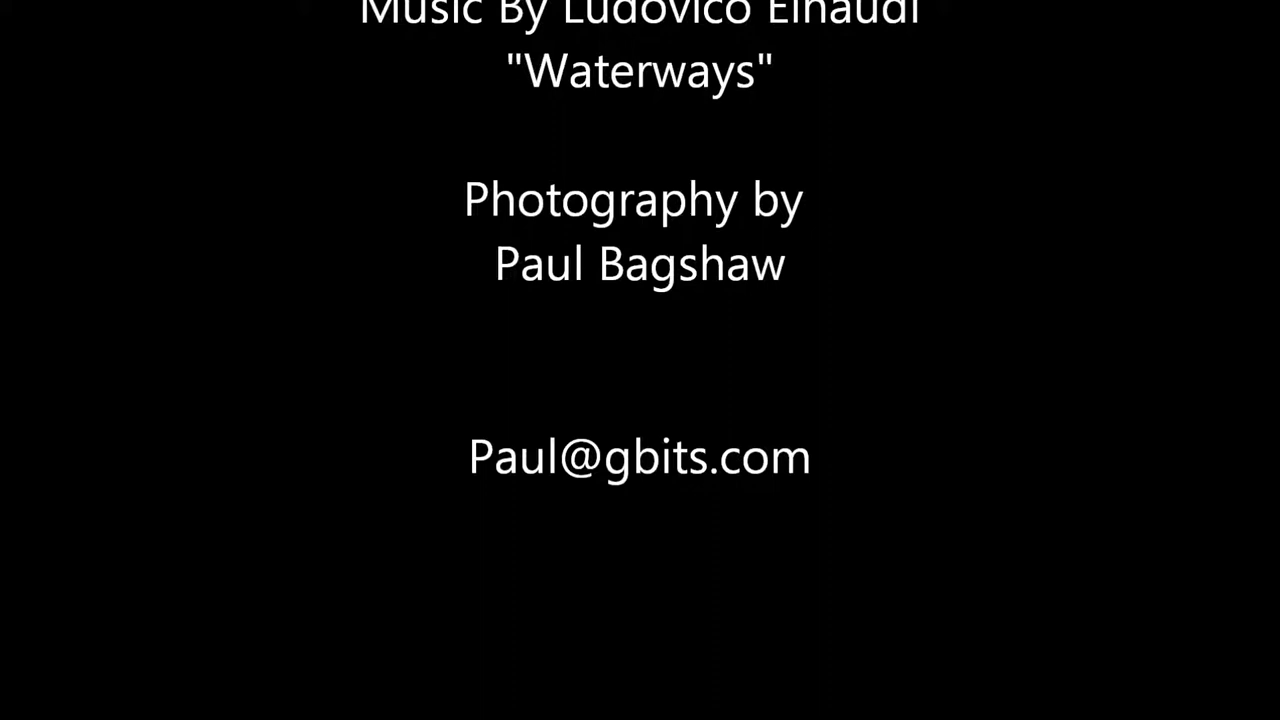 Music By Ludovico Einaudi
"Waterways"
Photography by
Paul Bagshaw
Paul@gbits.com